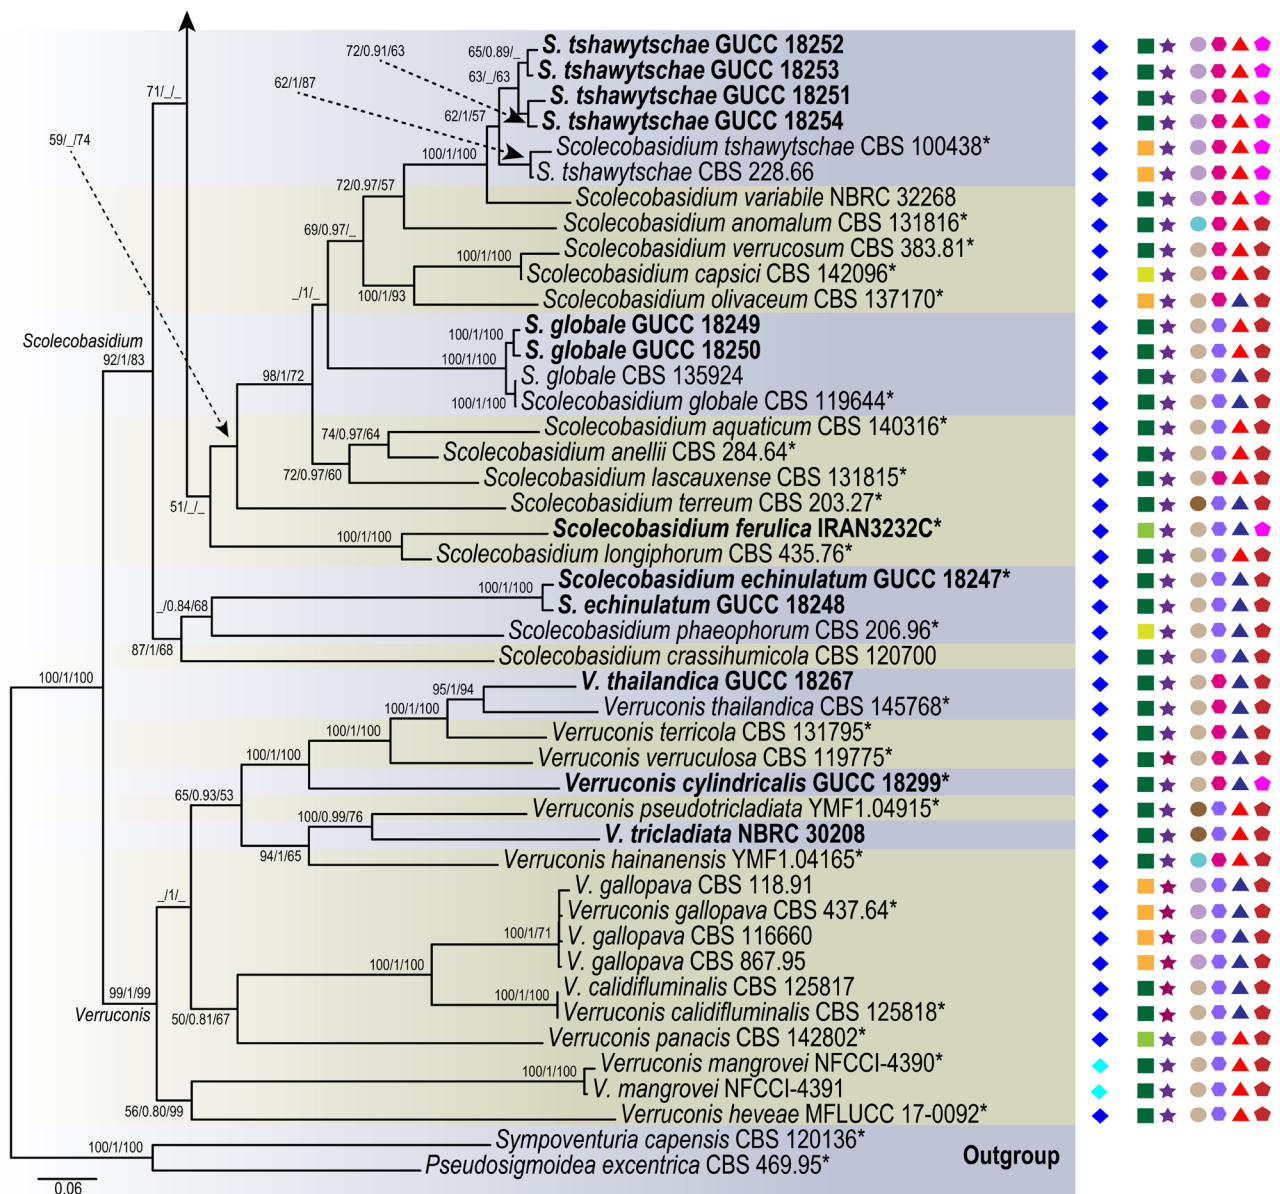 S. tshawytschae GUCC 18252
65/0.89/_
72/0.91/63
S. tshawytschae GUCC 18253
63/_/63
62/1/87
S. tshawytschae GUCC 18251
71/_/_
62/1/57
S. tshawytschae GUCC 18254
59/_/74
Scolecobasidium tshawytschae CBS 100438*
100/1/100
S. tshawytschae CBS 228.66
72/0.97/57
Scolecobasidium variabile NBRC 32268
Scolecobasidium anomalum CBS 131816*
69/0.97/_
Scolecobasidium verrucosum CBS 383.81*
100/1/100
Scolecobasidium capsici CBS 142096*
_/1/_
100/1/93
Scolecobasidium olivaceum CBS 137170*
S. globale GUCC 18249
100/1/100
Scolecobasidium
S. globale GUCC 18250
92/1/83
100/1/100
98/1/72
S. globale CBS 135924
100/1/100
Scolecobasidium globale CBS 119644*
Scolecobasidium aquaticum CBS 140316*
74/0.97/64
Scolecobasidium anellii CBS 284.64*
72/0.97/60
Scolecobasidium lascauxense CBS 131815*
51/_/_
Scolecobasidium terreum CBS 203.27*
Scolecobasidium ferulica IRAN3232C*
100/1/100
Scolecobasidium longiphorum CBS 435.76*
Scolecobasidium echinulatum GUCC 18247*
100/1/100
_/0.84/68
S. echinulatum GUCC 18248
Scolecobasidium phaeophorum CBS 206.96*
87/1/68
Scolecobasidium crassihumicola CBS 120700
100/1/100
V. thailandica GUCC 18267
95/1/94
Verruconis thailandica CBS 145768*
100/1/100
Verruconis terricola CBS 131795*
100/1/100
Verruconis verruculosa CBS 119775*
100/1/100
Verruconis cylindricalis GUCC 18299*
65/0.93/53
Verruconis pseudotricladiata YMF1.04915*
100/0.99/76
V. tricladiata NBRC 30208
94/1/65
Verruconis hainanensis YMF1.04165*
V. gallopava CBS 118.91
_/1/_
Verruconis gallopava CBS 437.64*
100/1/71
V. gallopava CBS 116660
100/1/100
V. gallopava CBS 867.95
V. calidifluminalis CBS 125817
99/1/99
100/1/100
Verruconis
50/0.81/67
Verruconis calidifluminalis CBS 125818*
Verruconis panacis CBS 142802*
Verruconis mangrovei NFCCI-4390*
100/1/100
V. mangrovei NFCCI-4391
56/0.80/99
Verruconis heveae MFLUCC 17-0092*
Sympoventuria capensis CBS 120136*
100/1/100
Outgroup
Pseudosigmoidea excentrica CBS 469.95*
0.06